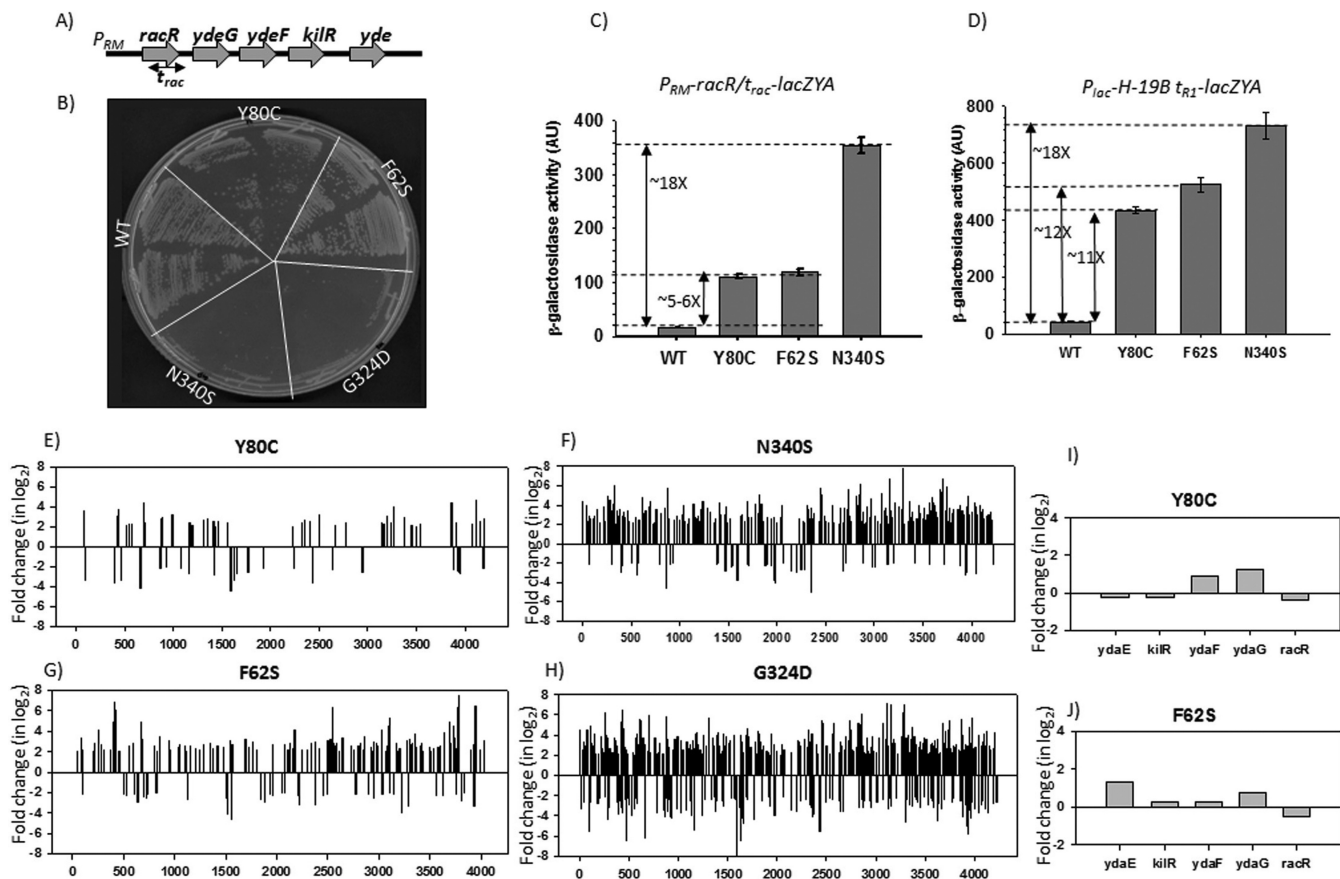 A)
P_RM racR ydeG ydeF kilR yde
t_rac
B)
Y80C
F62S
WT
N340S
G324D
C)
P_RM-racR/t_rac-lacZYA
β-galactosidase activity (AU)
400
300
200
100
0
~18X
~5-6X
WT Y80C F62S N340S
D)
P_lac-H-19B t_R1-lacZYA
β-galactosidase activity (AU)
800
600
400
200
0
~18X
~12X
~11X
WT Y80C F62S N340S
E)
Y80C
Fold change (in log₂)
8
6
4
2
0
-2
-4
-6
-8
0 500 1000 1500 2000 2500 3000 3500 4000
F)
N340S
Fold change (in log₂)
8
6
4
2
0
-2
-4
-6
-8
0 500 1000 1500 2000 2500 3000 3500 4000
G)
F62S
Fold change (in log₂)
8
6
4
2
0
-2
-4
-6
-8
0 500 1000 1500 2000 2500 3000 3500 4000
H)
G324D
Fold change (in log₂)
8
6
4
2
0
-2
-4
-6
-8
0 500 1000 1500 2000 2500 3000 3500 4000
I)
Y80C
Fold change (in log₂)
4
2
0
-2
ydaE kilR ydaF ydaG racR
J)
F62S
Fold change (in log₂)
4
2
0
-2
ydaE kilR ydaF ydaG racR